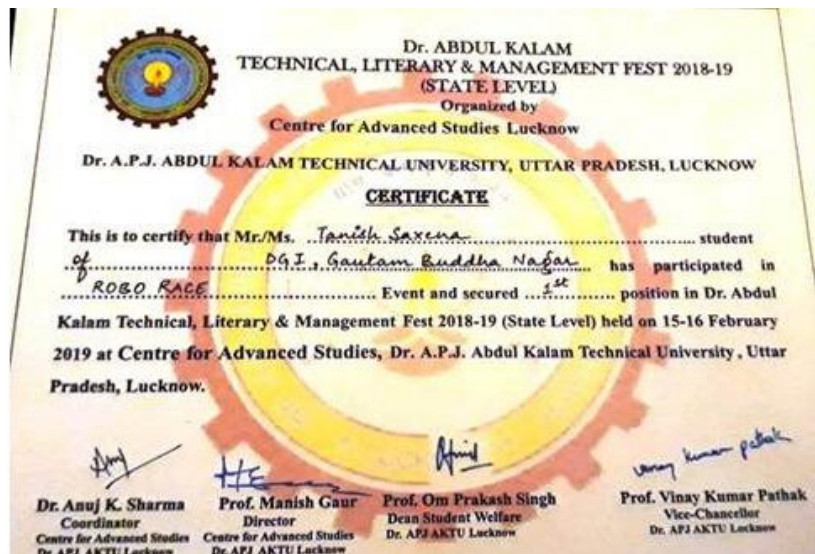 Dr. ABDUL KALAM
TECHNICAL, LITERARY & MANAGEMENT FEST 2018-19
(STATE LEVEL)
Organized by
Centre for Advanced Studies Lucknow
Dr. A.P.J. ABDUL KALAM TECHNICAL UNIVERSITY, UTTAR PRADESH, LUCKNOW
CERTIFICATE
This is to certify that Mr./Ms. Tanish Saxena student
of DGI, Gautam Buddha Nagar has participated in
ROBO RACE Event and secured 1st position in Dr. Abdul
Kalam Technical, Literary & Management Fest 2018-19 (State Level) held on 15-16 February
2019 at Centre for Advanced Studies, Dr. A.P.J. Abdul Kalam Technical University, Uttar
Pradesh, Lucknow.
vinay kumar pathak
Dr. Anuj K. Sharma Prof. Manish Gaur Prof. Om Prakash Singh Prof. Vinay Kumar Pathak
Coordinator Director Dean Student Welfare Vice-Chancellor
Centre for Advanced Studies Centre for Advanced Studies Dr. APJ AKTU Lucknow Dr. APJ AKTU Lucknow
Dr. APJ AKTU Lucknow Dr. APJ AKTU Lucknow